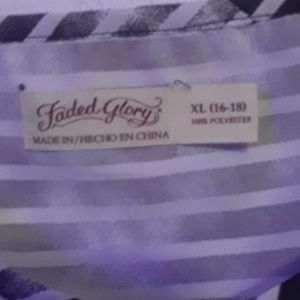 Faded Glory
XL (16-18)
100% POLYESTER
MADE IN/HECHO EN CHINA